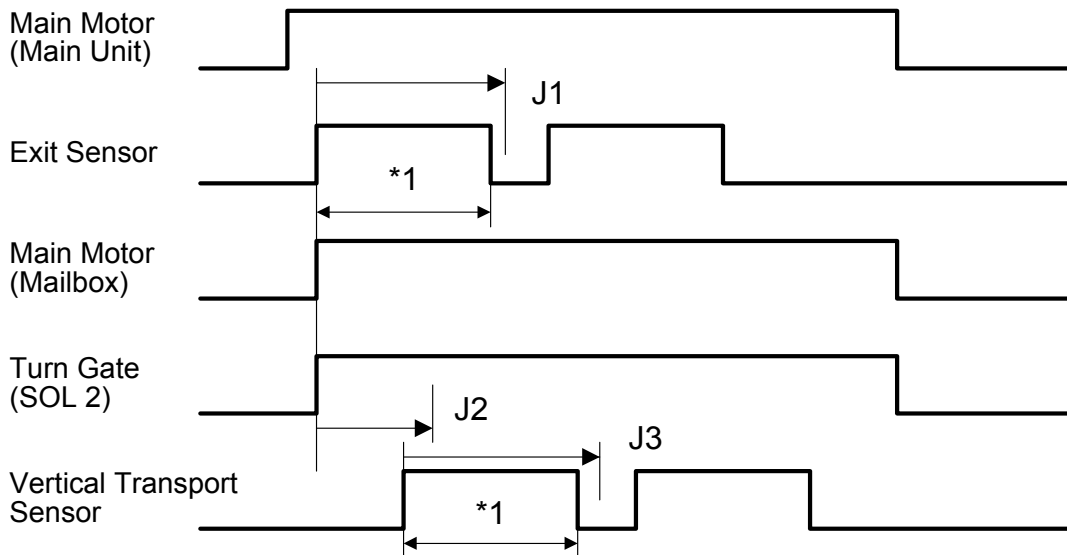 Main Motor
(Main Unit)
J1
Exit Sensor
*1
Main Motor
(Mailbox)
Turn Gate
(SOL 2)
J2
J3
Vertical Transport
Sensor
*1